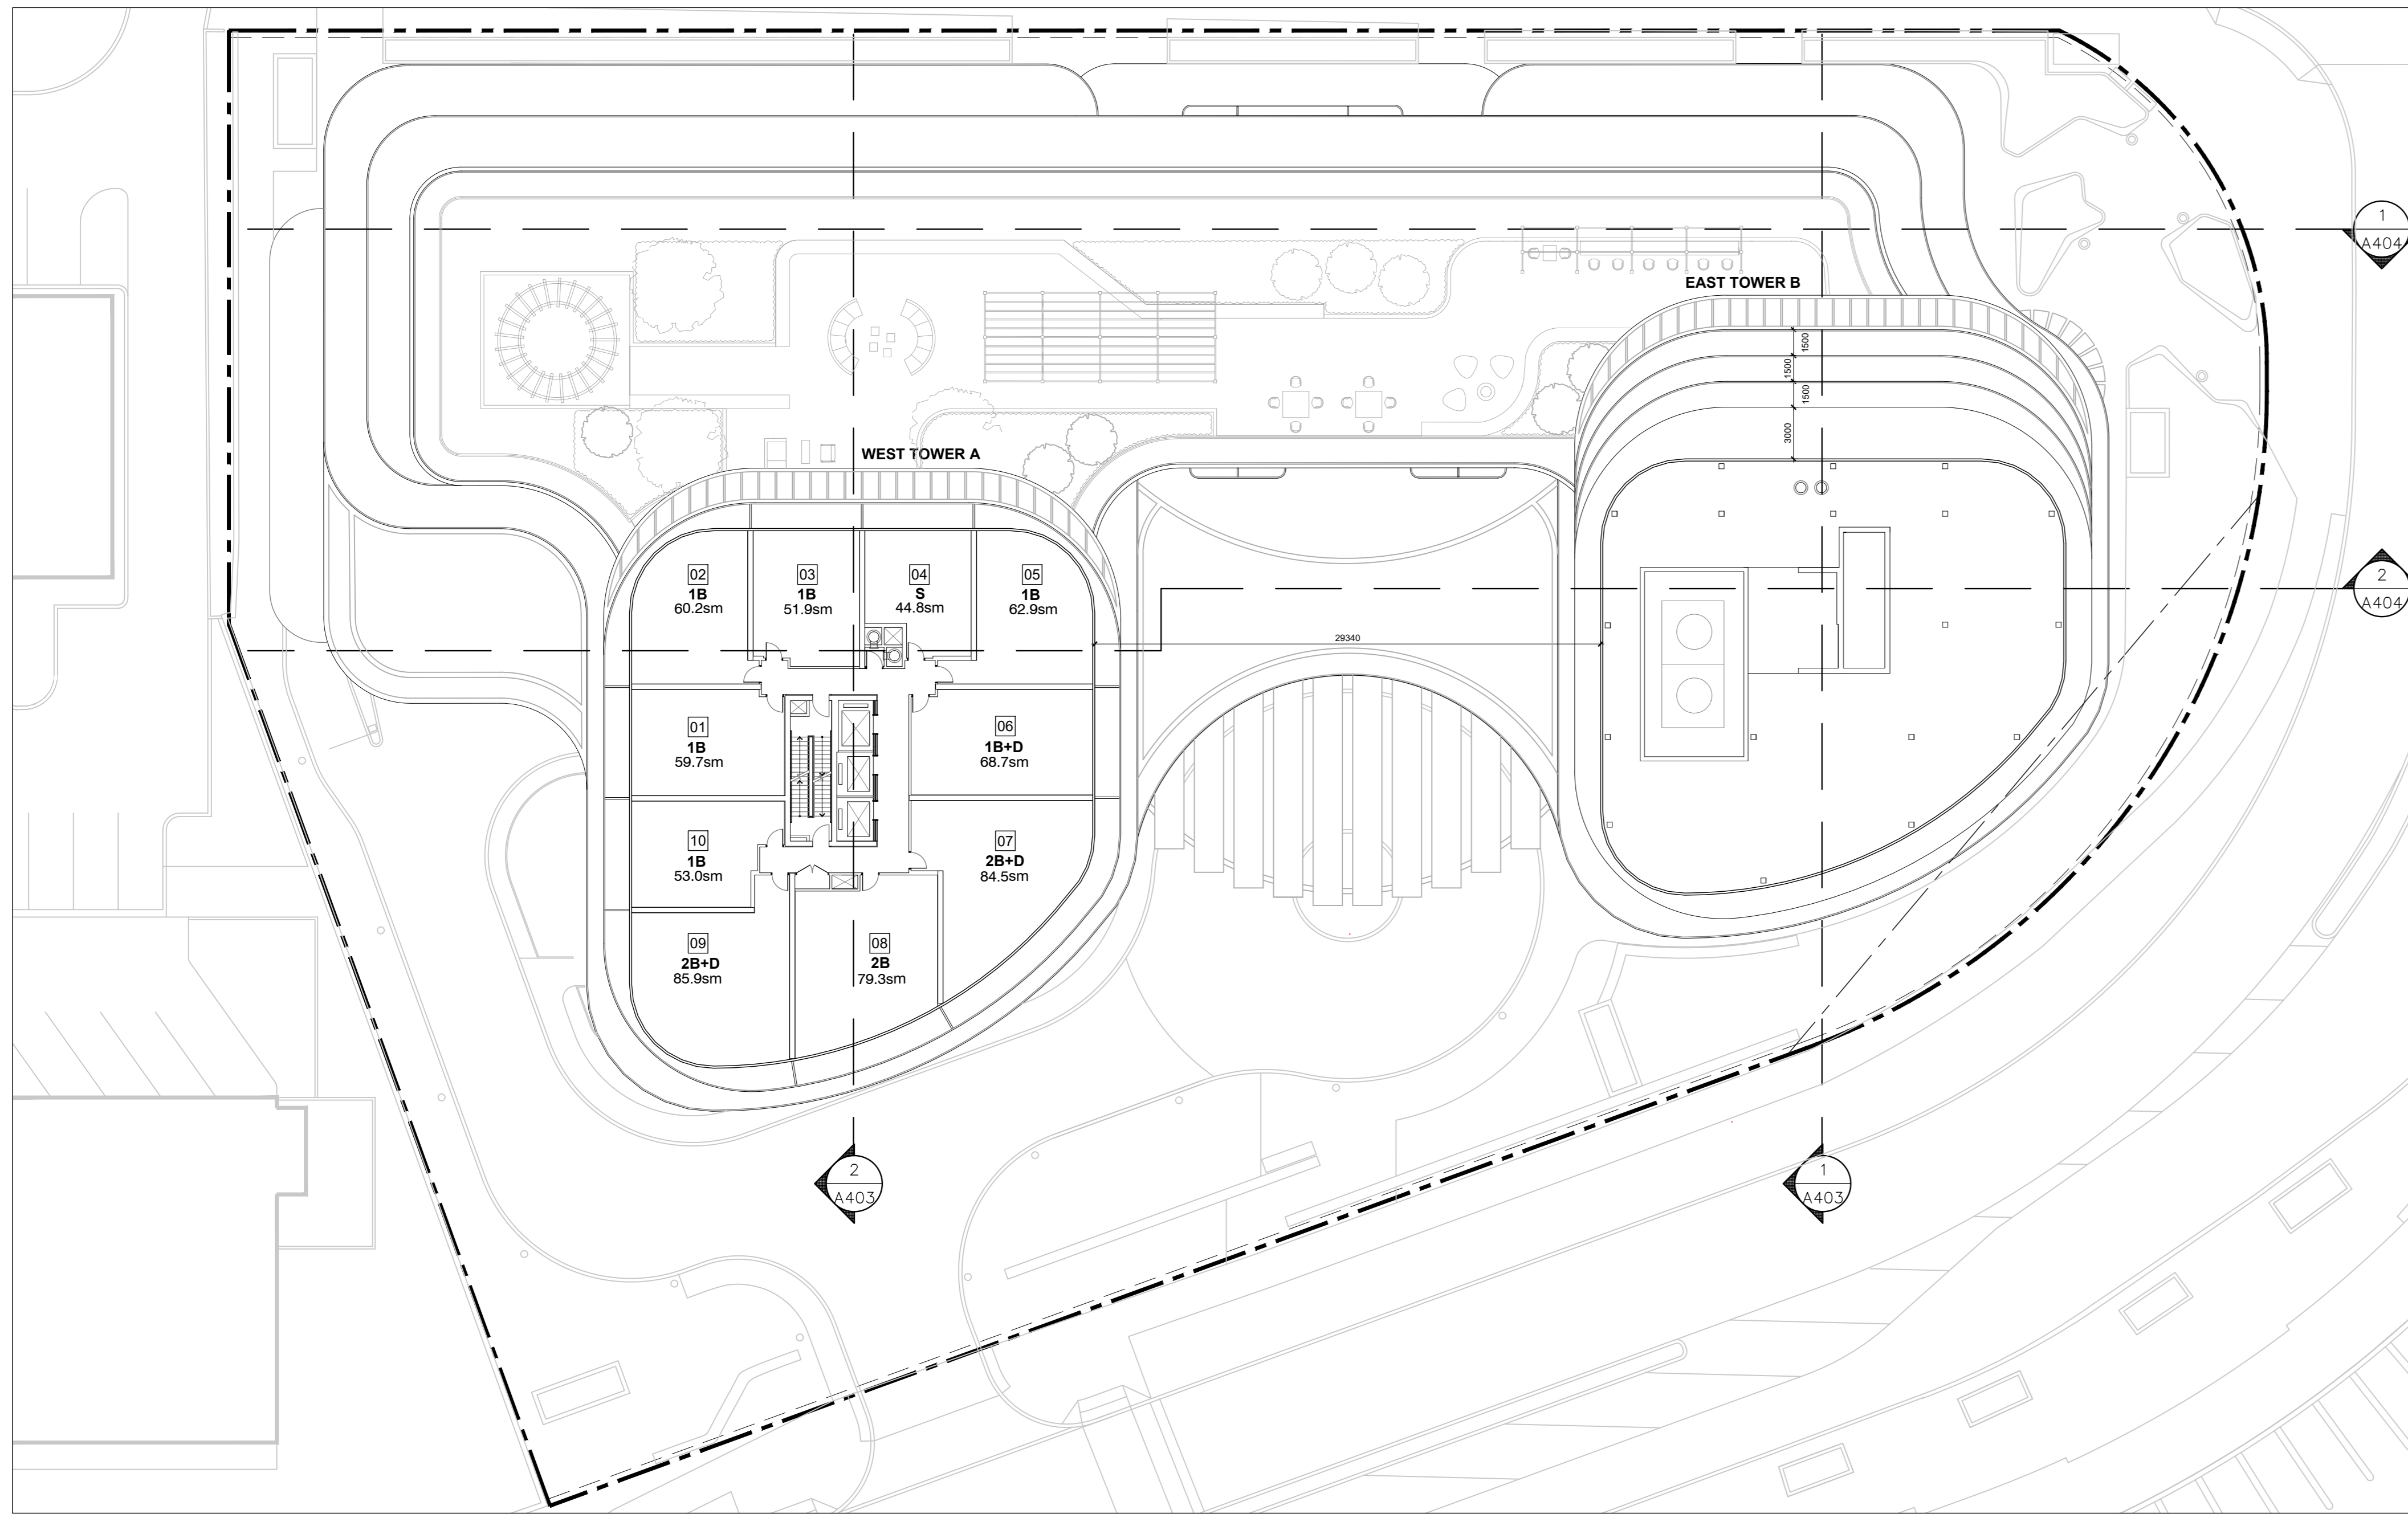 1
A404
EAST TOWER B
1500
1500
1500
3000
WEST TOWER A
02
1B
60.2sm
03
1B
51.9sm
04
S
44.8sm
05
1B
62.9sm
2
A404
29340
01
1B
59.7sm
06
1B+D
68.7sm
10
1B
53.0sm
07
2B+D
84.5sm
09
2B+D
85.9sm
08
2B
79.3sm
2
A403
1
A403